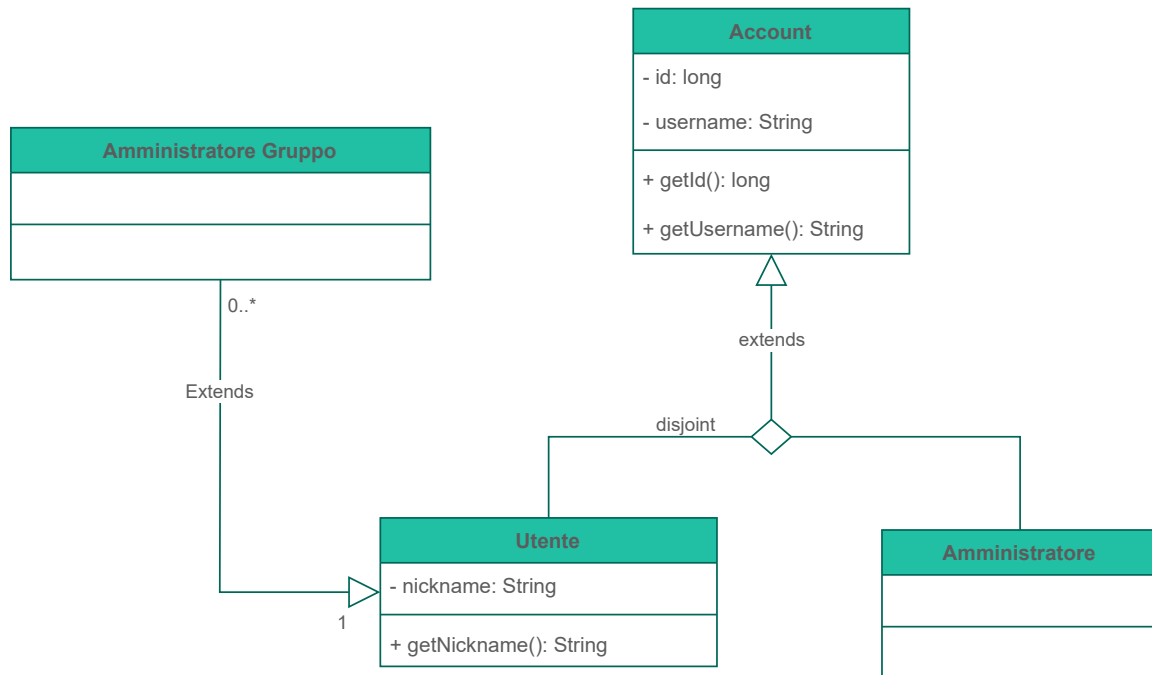 Account
- id: long
- username: String
+ getId(): long
+ getUsername(): String
Amministratore Gruppo
0..*
Extends
1
extends
disjoint
Utente
- nickname: String
+ getNickname(): String
Amministratore